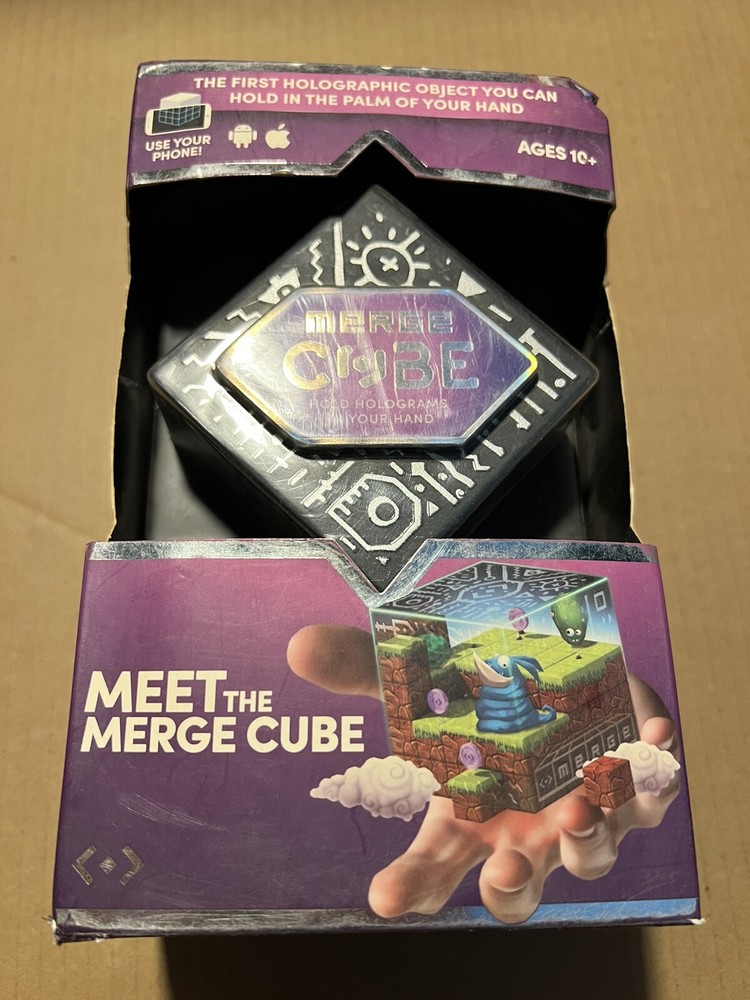 THE FIRST HOLOGRAPHIC OBJECT YOU CAN
HOLD IN THE PALM OF YOUR HAND
USE YOUR
PHONE!
AGES 10+
MERGE
CUBE
HOLD HOLOGRAMS
YOUR HAND
MEET THE
MERGE CUBE
MERGE